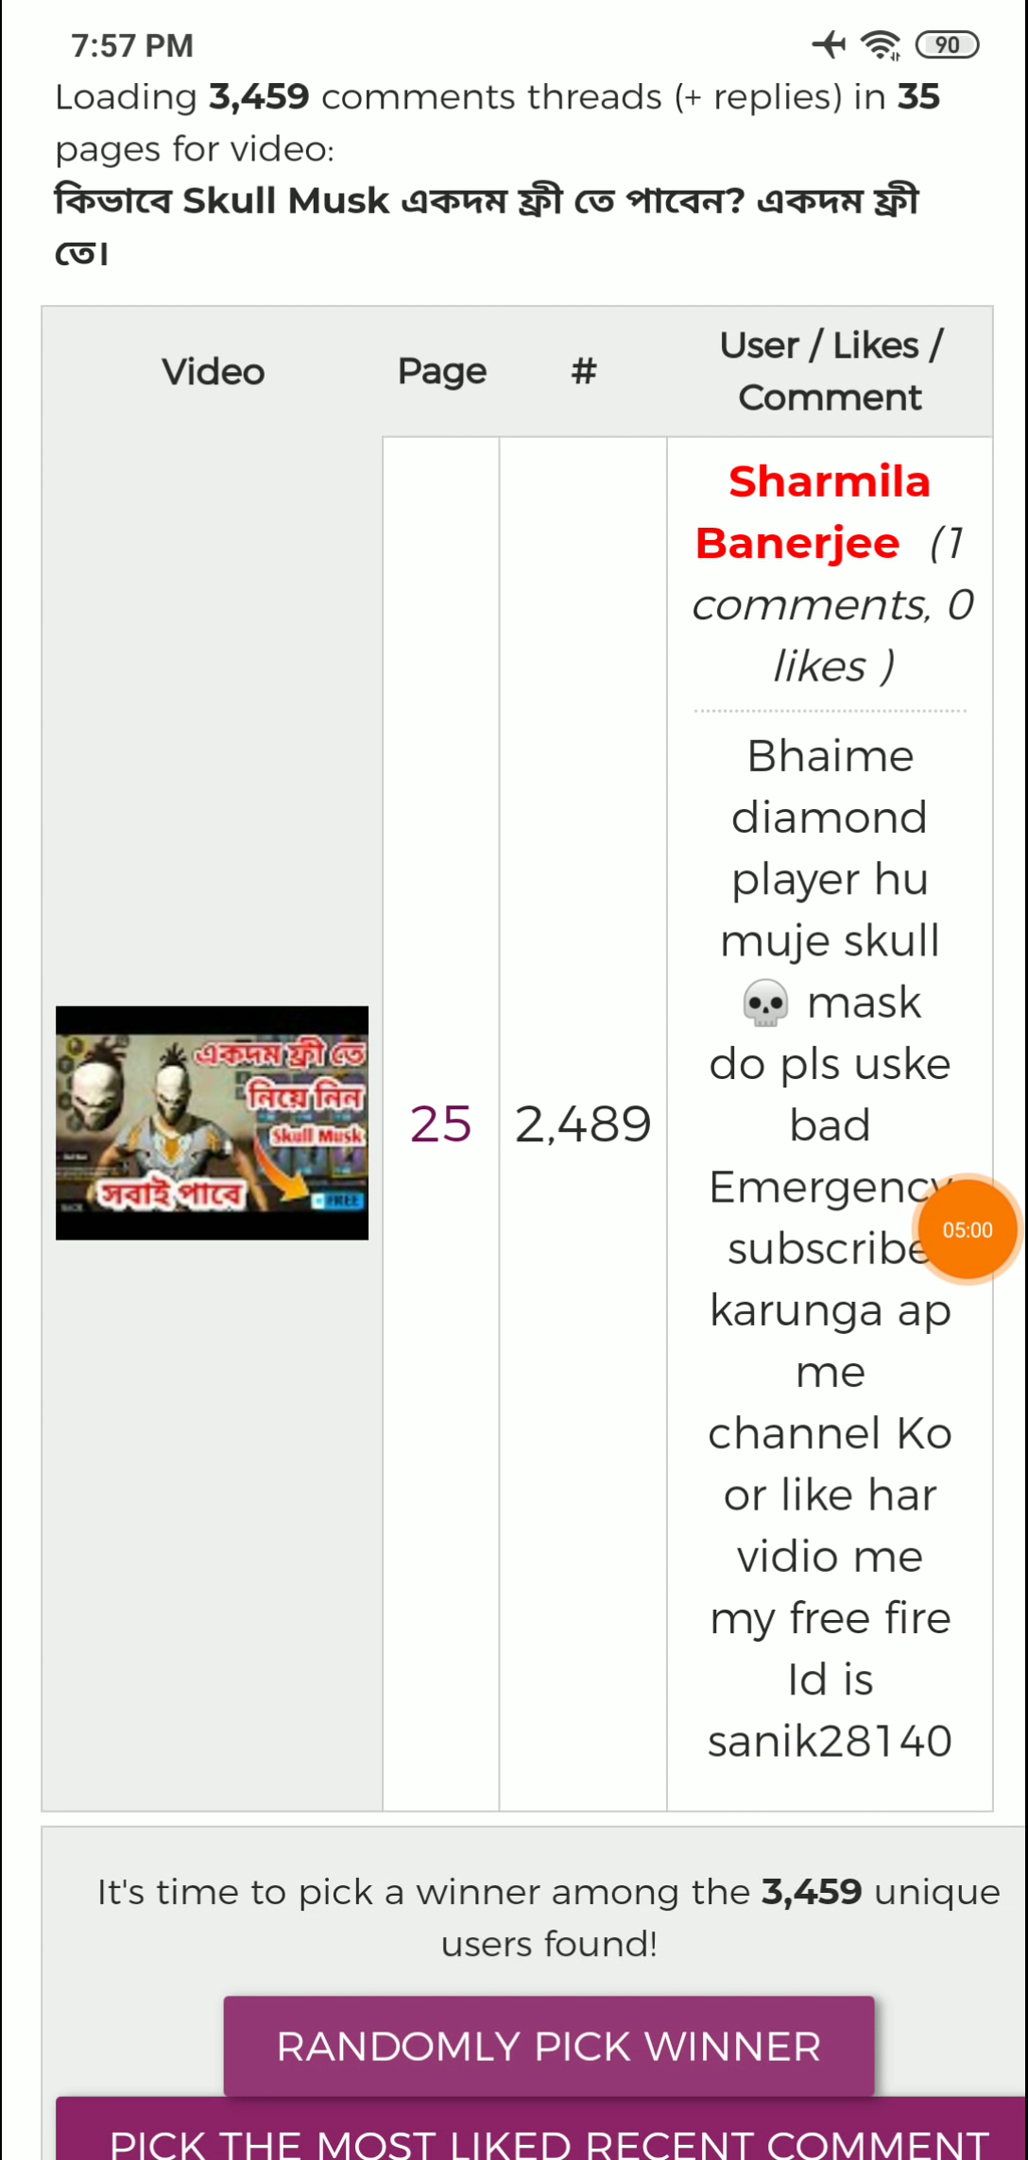 7:57 PM
90
Loading 3,459 comments threads (+ replies) in 35
pages for video:
কিভাবে Skull Musk একদম ফ্রী তে পাবেন? একদম ফ্রী
তে।
Video
Page
#
User / Likes /
Comment
একদম ফ্রী তে
নিয়ে নিন
Skull Musk
সবাই পাবে
FREE
25
2,489
Sharmila
Banerjee (1
comments, 0
likes )
Bhaime
diamond
player hu
muje skull
💀 mask
do pls uske
bad
Emergency
subscribe
karunga ap
me
channel Ko
or like har
vidio me
my free fire
Id is
sanik28140
05:00
It's time to pick a winner among the 3,459 unique
users found!
RANDOMLY PICK WINNER
PICK THE MOST LIKED RECENT COMMENT